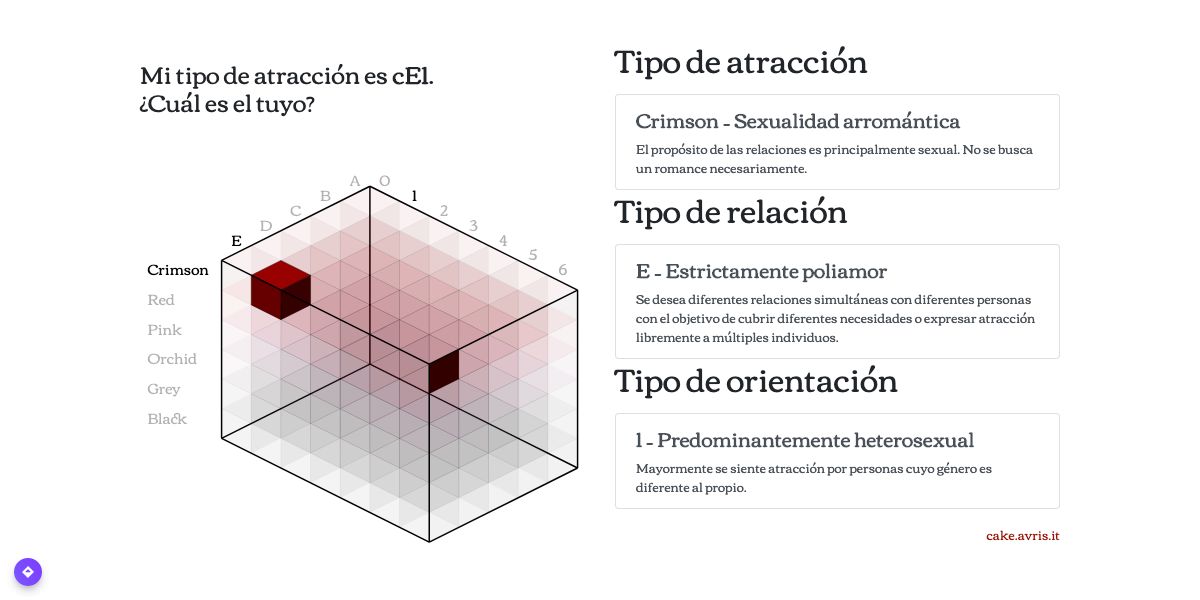 Mi tipo de atracción es cE1.
¿Cuál es el tuyo?
A O
B 1
C 2
D 3
E 4
5
6
Crimson
Red
Pink
Orchid
Grey
Black
Tipo de atracción
Crimson - Sexualidad arromántica
El propósito de las relaciones es principalmente sexual. No se busca
un romance necesariamente.
Tipo de relación
E - Estrictamente poliamor
Se desea diferentes relaciones simultáneas con diferentes personas
con el objetivo de cubrir diferentes necesidades o expresar atracción
libremente a múltiples individuos.
Tipo de orientación
1 - Predominantemente heterosexual
Mayormente se siente atracción por personas cuyo género es
diferente al propio.
cake.avris.it